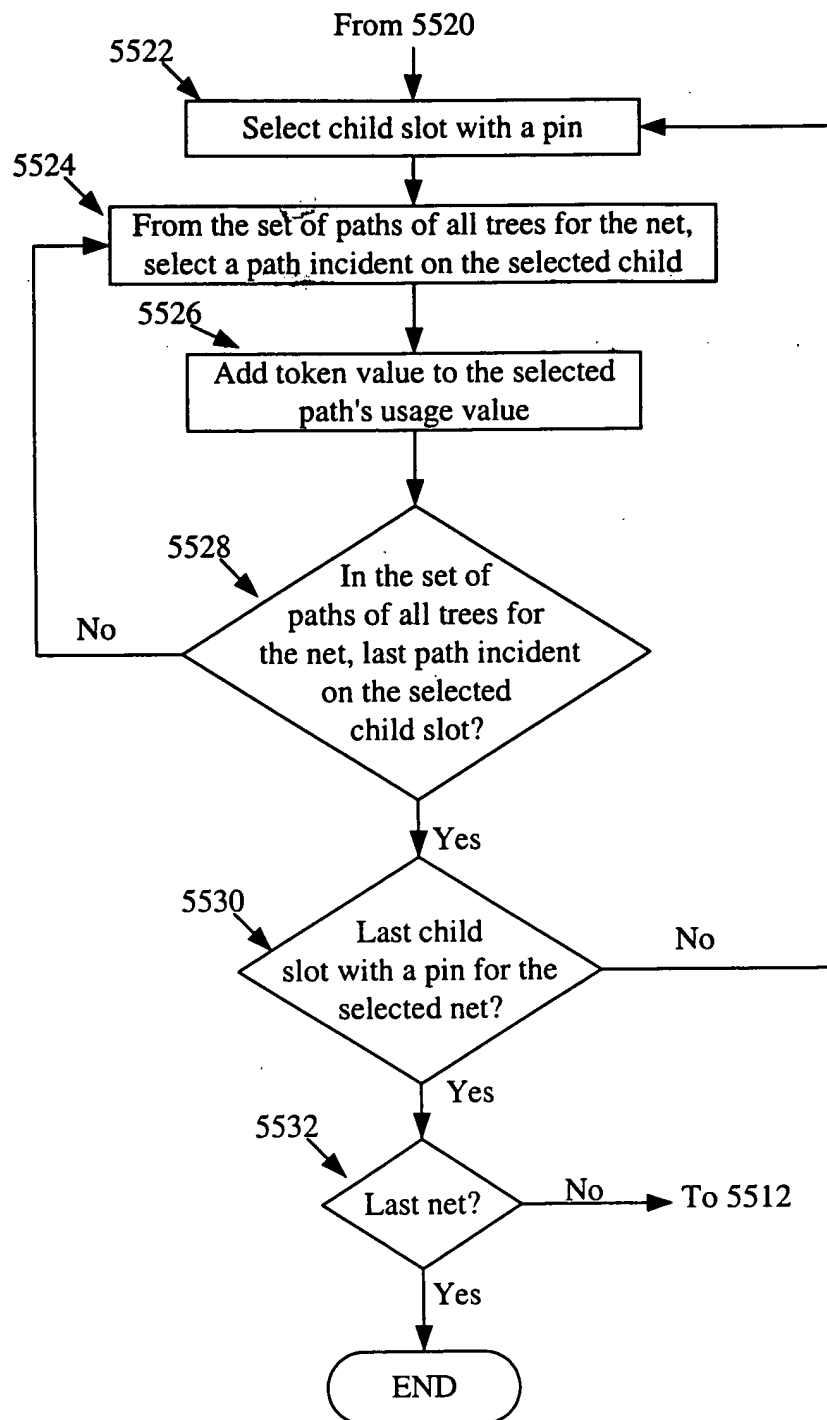 From 5520
5522
Select child slot with a pin
5524
From the set of paths of all trees for the net,
select a path incident on the selected child
5526
Add token value to the selected
path's usage value
5528
In the set of
paths of all trees for
the net, last path incident
on the selected
child slot?
No
Yes
5530
Last child
slot with a pin for the
selected net?
No
Yes
5532
Last net?
No
To 5512
Yes
END